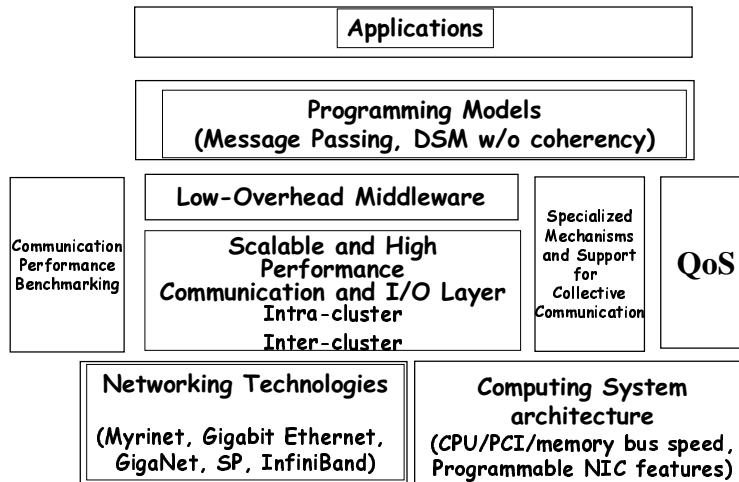 Applications
Programming Models
(Message Passing, DSM w/o coherency)
Low-Overhead Middleware
Communication
Performance
Benchmarking
Scalable and High
Performance
Communication and I/O Layer
Intra-cluster
Inter-cluster
Specialized
Mechanisms
and Support
for
Collective
Communication
QoS
Networking Technologies
(Myrinet, Gigabit Ethernet,
GigaNet, SP, InfiniBand)
Computing System
architecture
(CPU/PCI/memory bus speed,
Programmable NIC features)